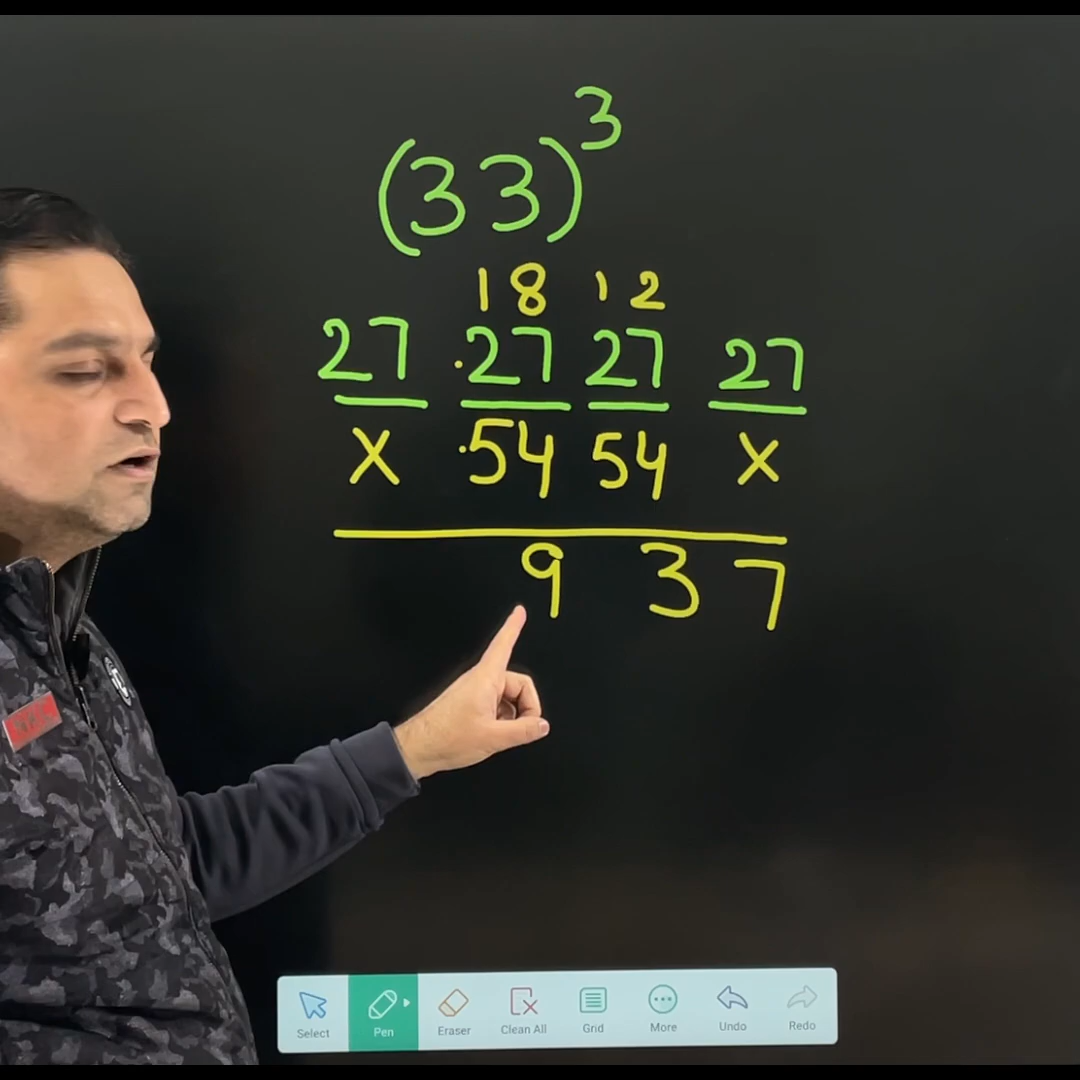 (33)³
18 12
27 .27 27 27
X .54 54 X
9 3 7
Select Pen Eraser Clean All Grid More Undo Redo